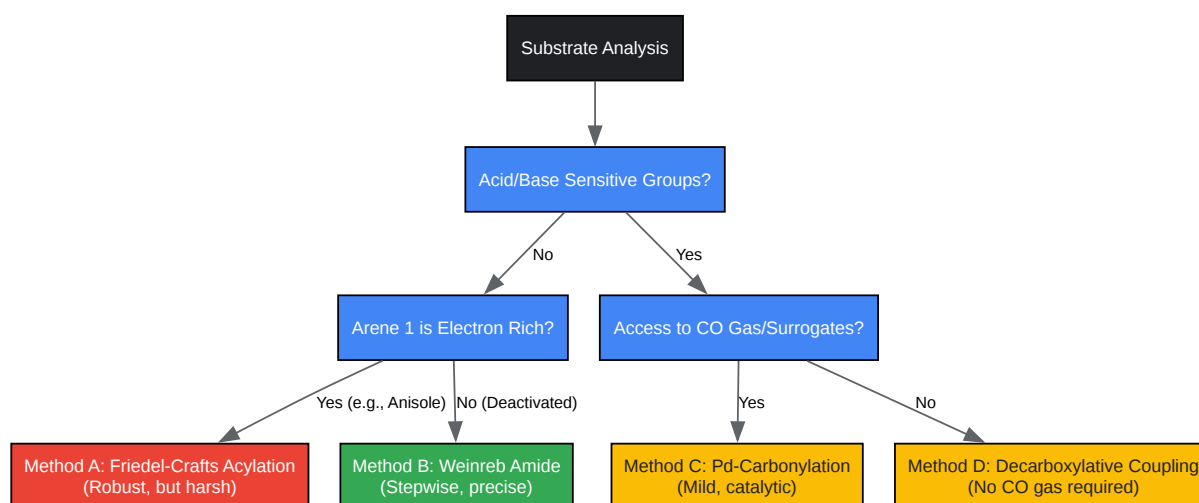 Substrate Analysis
Acid/Base Sensitive Groups?
No
Yes
Arene 1 is Electron Rich?
Access to CO Gas/Surrogates?
Yes (e.g., Anisole)
No (Deactivated)
Yes
No
Method A: Friedel-Crafts Acylation
(Robust, but harsh)
Method B: Weinreb Amide
(Stepwise, precise)
Method C: Pd-Carbonylation
(Mild, catalytic)
Method D: Decarboxylative Coupling
(No CO gas required)